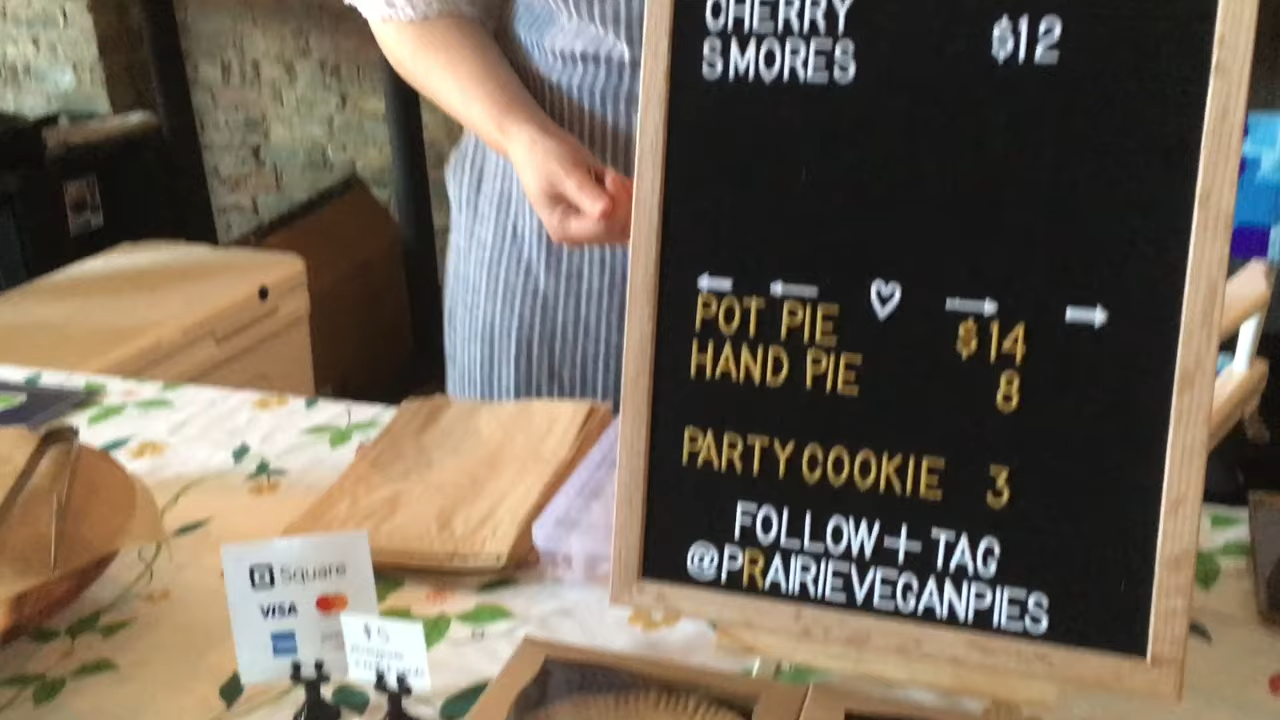 CHERRY
SMORES $12
POT PIE $14
HAND PIE 8
PARTY COOKIE 3
FOLLOW + TAG
@PRAIRIEVEGANPIES
Square
VISA